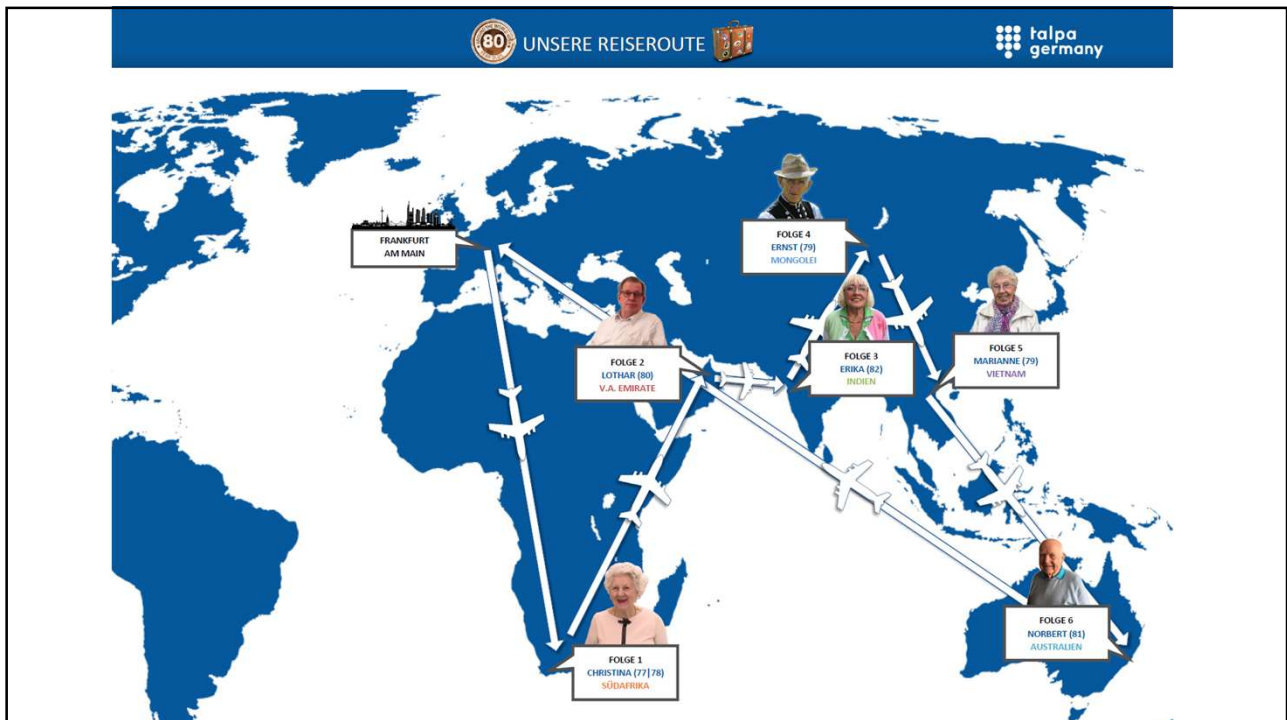 80
UNSERE REISEROUTE
talpa
germany
FRANKFURT
AM MAIN
FOLGE 4
ERNST (79)
MONGOLEI
FOLGE 2
LOTHAR (80)
V.A. EMIRATE
FOLGE 3
ERIKA (82)
INDIEN
FOLGE 5
MARIANNE (79)
VIETNAM
FOLGE 1
CHRISTINA (77|78)
SÜDAFRIKA
FOLGE 6
NORBERT (81)
AUSTRALIEN